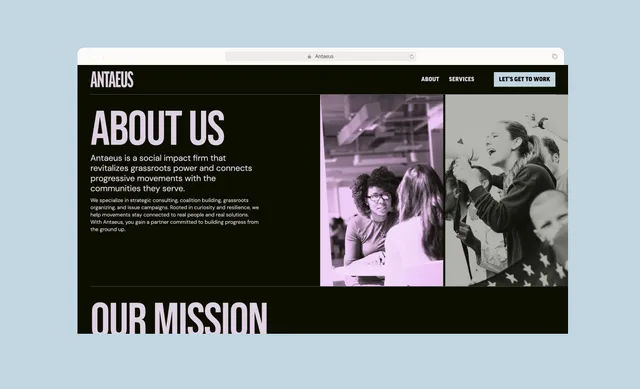 Antaeus
ANTAEUS
ABOUT
SERVICES
LET'S GET TO WORK
ABOUT US
Antaeus is a social impact firm that
revitalizes grassroots power and connects
progressive movements with the
communities they serve.
We specialize in strategic consulting, coalition building, grassroots
organizing, and issue campaigns. Rooted in curiosity and resilience, we
help movements stay connected to real people and real solutions.
With Antaeus, you gain a partner committed to building progress from
the ground up.
OUR MISSION